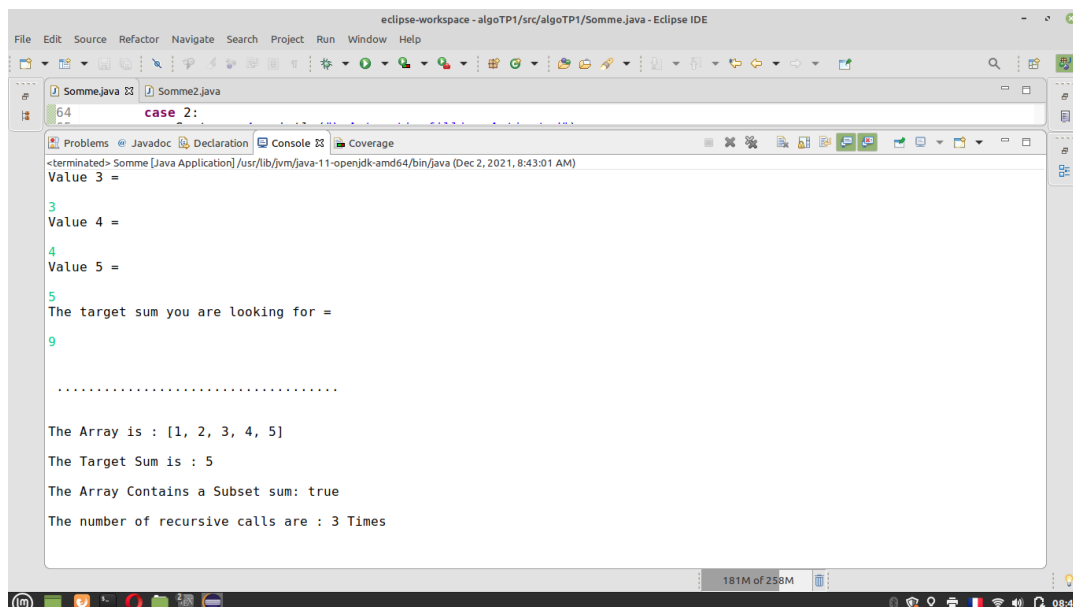 eclipse-workspace - algoTP1/src/algoTP1/Somme.java - Eclipse IDE
File Edit Source Refactor Navigate Search Project Run Window Help
Somme.java Somme2.java
64 case 2:
Problems Javadoc Declaration Console Coverage
<terminated> Somme [Java Application] /usr/lib/jvm/java-11-openjdk-amd64/bin/java (Dec 2, 2021, 8:43:01 AM)
Value 3 =
3
Value 4 =
4
Value 5 =
5
The target sum you are looking for =
9
....................................
The Array is : [1, 2, 3, 4, 5]
The Target Sum is : 5
The Array Contains a Subset sum: true
The number of recursive calls are : 3 Times
181M of 258M